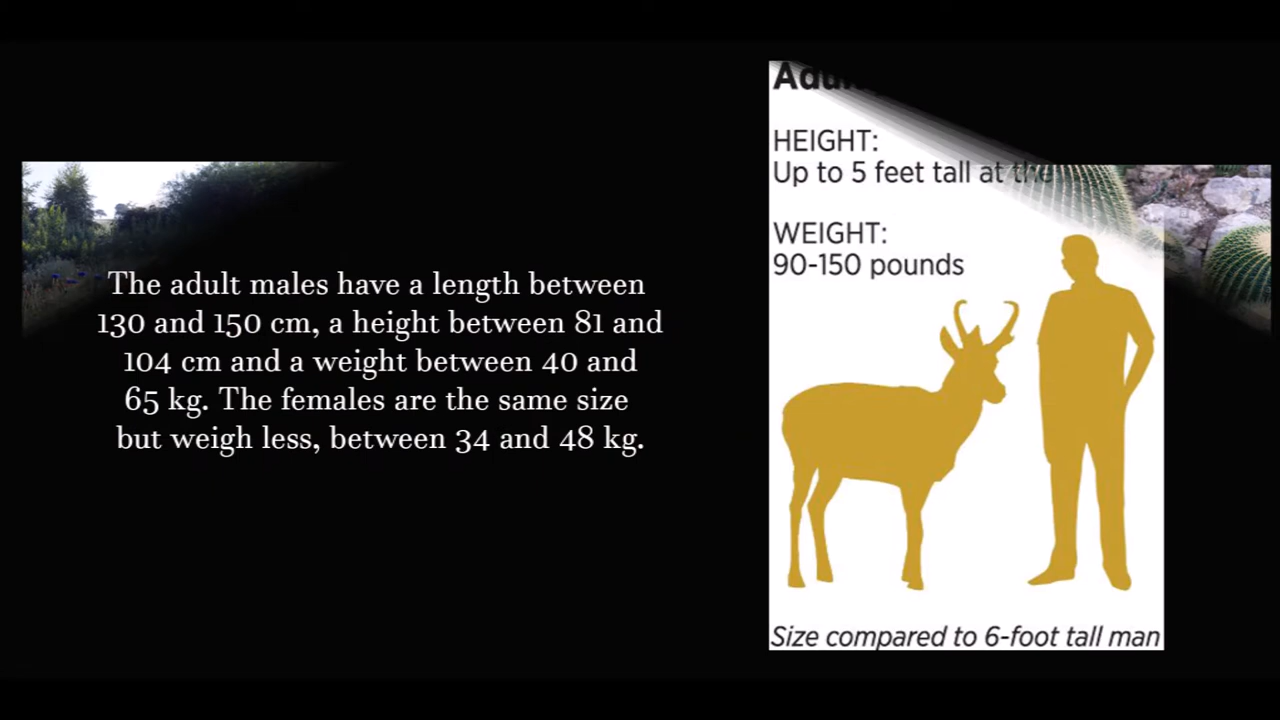 The adult males have a length between
130 and 150 cm, a height between 81 and
104 cm and a weight between 40 and
65 kg. The females are the same size
but weigh less, between 34 and 48 kg.
HEIGHT:
Up to 5 feet tall at the
WEIGHT:
90-150 pounds
Size compared to 6-foot tall man